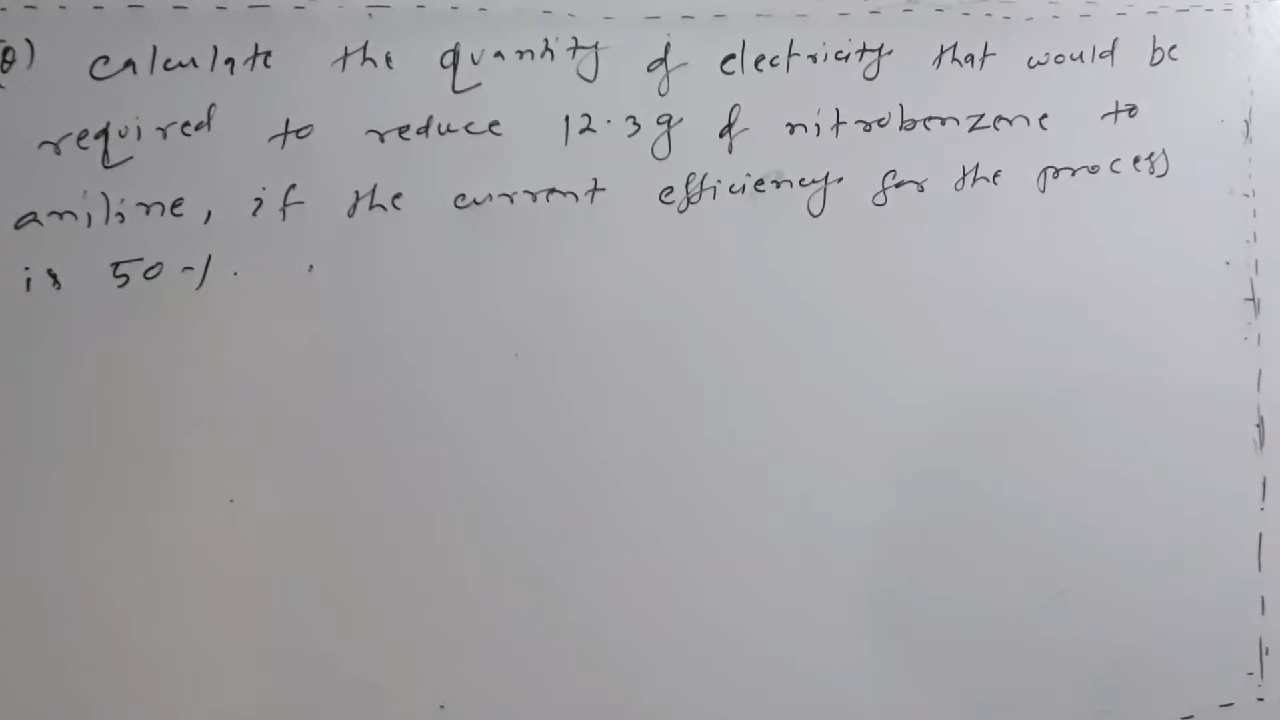 Q) calculate the quantity of electricity that would be
required to reduce 12.3g of nitrobenzene to
aniline, if the current efficiency for the process
is 50-/.